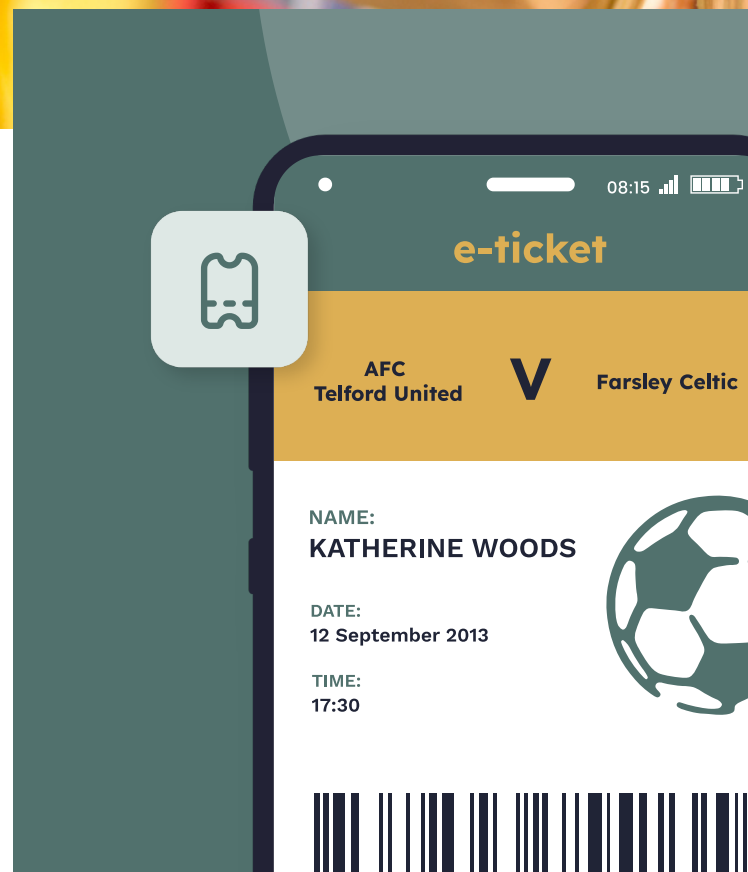 08:15
e-ticket
AFC
Telford United
V
Farsley Celtic
NAME:
KATHERINE WOODS
DATE:
12 September 2013
TIME:
17:30